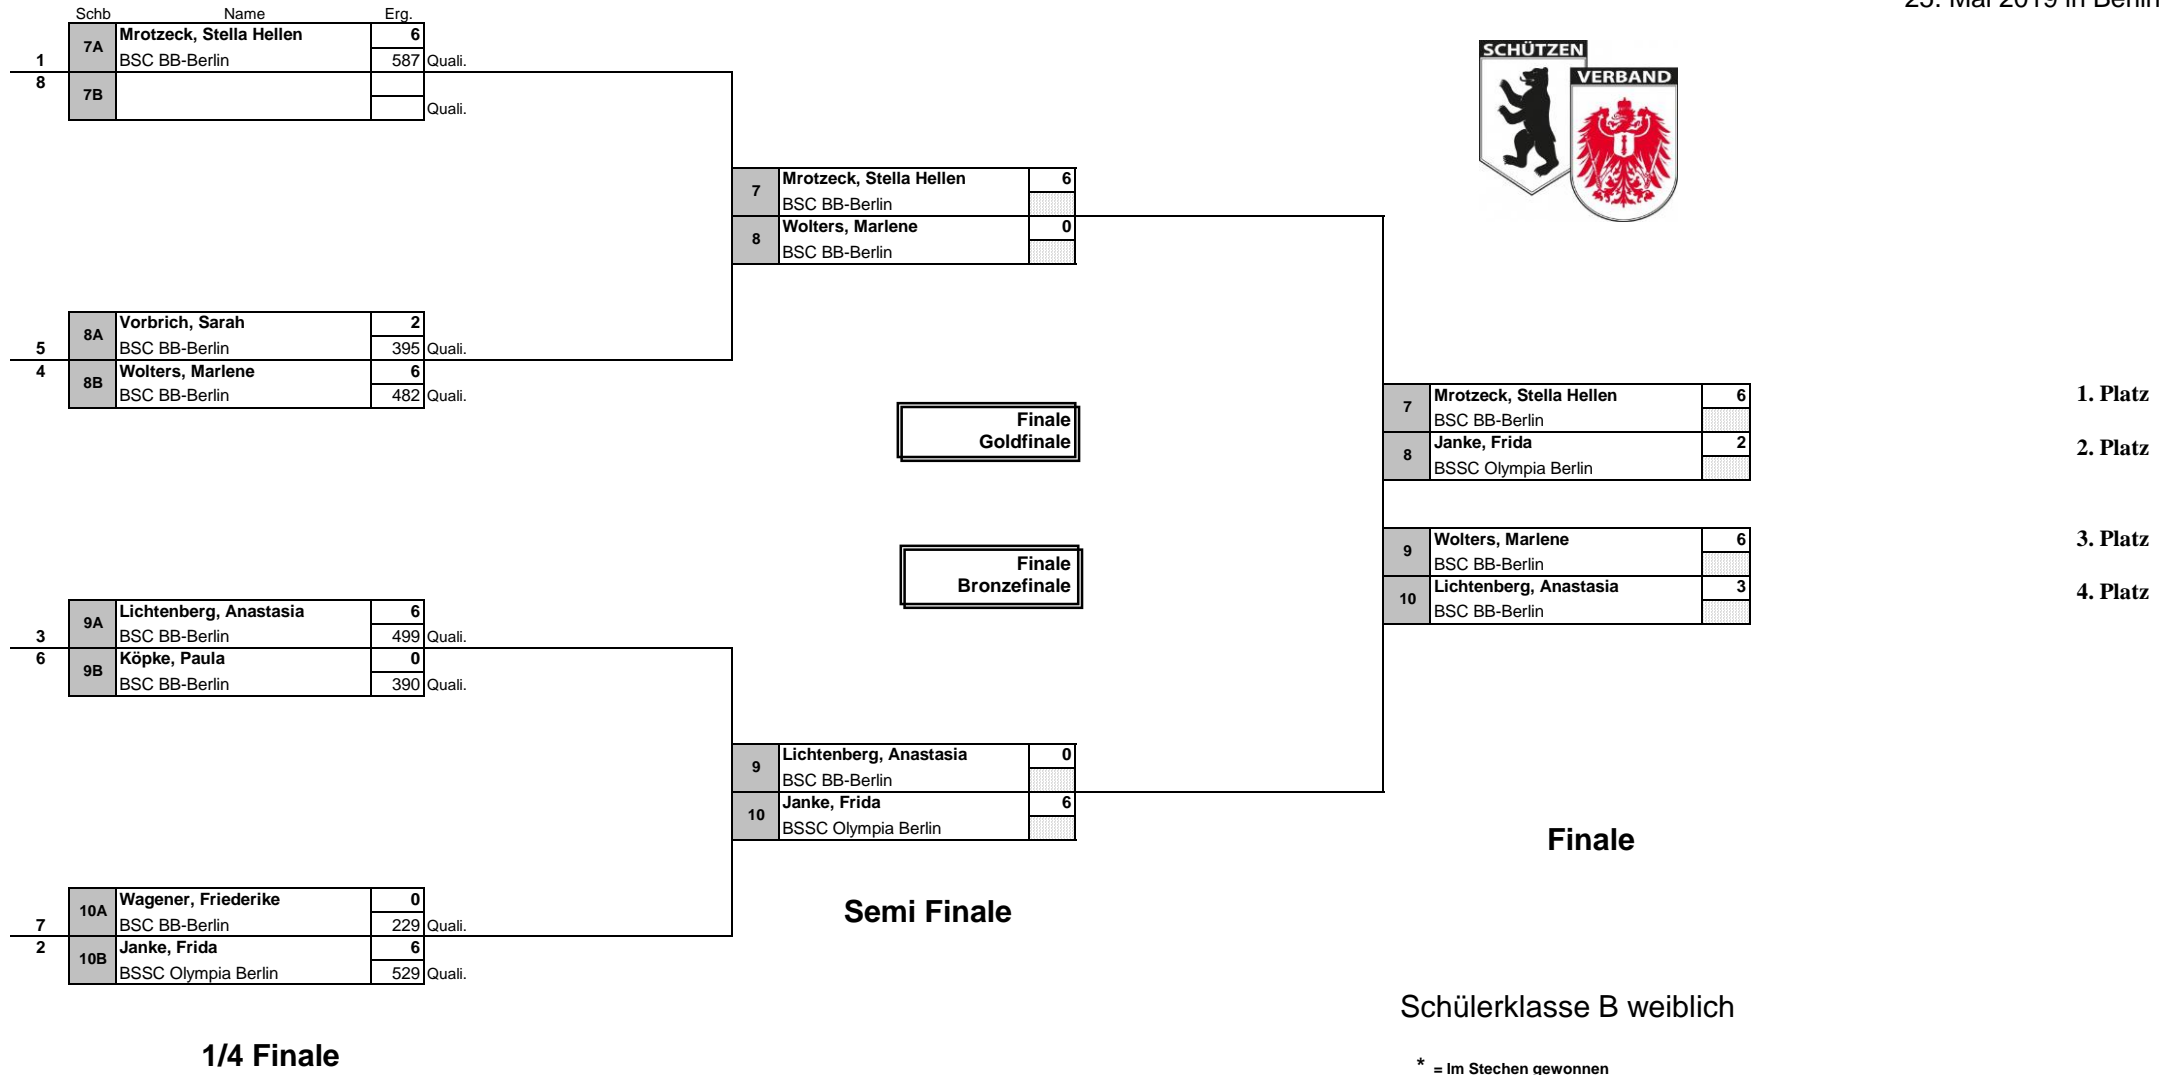 25. Mai 2019 in Berlin
Schb Name Erg.
7A Mrotzeck, Stella Hellen 6
1 BSC BB-Berlin 587 Quali.
8 7B
Quali.
SCHÜTZEN
VERBAND
7 Mrotzeck, Stella Hellen 6
BSC BB-Berlin
8 Wolters, Marlene 0
BSC BB-Berlin
8A Vorbrich, Sarah 2
5 BSC BB-Berlin 395 Quali.
4 8B Wolters, Marlene 6
BSC BB-Berlin 482 Quali.
Finale
Goldfinale
7 Mrotzeck, Stella Hellen 6 1. Platz
BSC BB-Berlin
8 Janke, Frida 2 2. Platz
BSSC Olympia Berlin
Finale
Bronzefinale
9 Wolters, Marlene 6 3. Platz
BSC BB-Berlin
10 Lichtenberg, Anastasia 3 4. Platz
BSC BB-Berlin
9A Lichtenberg, Anastasia 6
3 BSC BB-Berlin 499 Quali.
6 9B Köpke, Paula 0
BSC BB-Berlin 390 Quali.
9 Lichtenberg, Anastasia 0
BSC BB-Berlin
10 Janke, Frida 6
BSSC Olympia Berlin
Finale
10A Wagener, Friederike 0
7 BSC BB-Berlin 229 Quali.
2 10B Janke, Frida 6
BSSC Olympia Berlin 529 Quali.
Semi Finale
Schülerklasse B weiblich
1/4 Finale
* = Im Stechen gewonnen